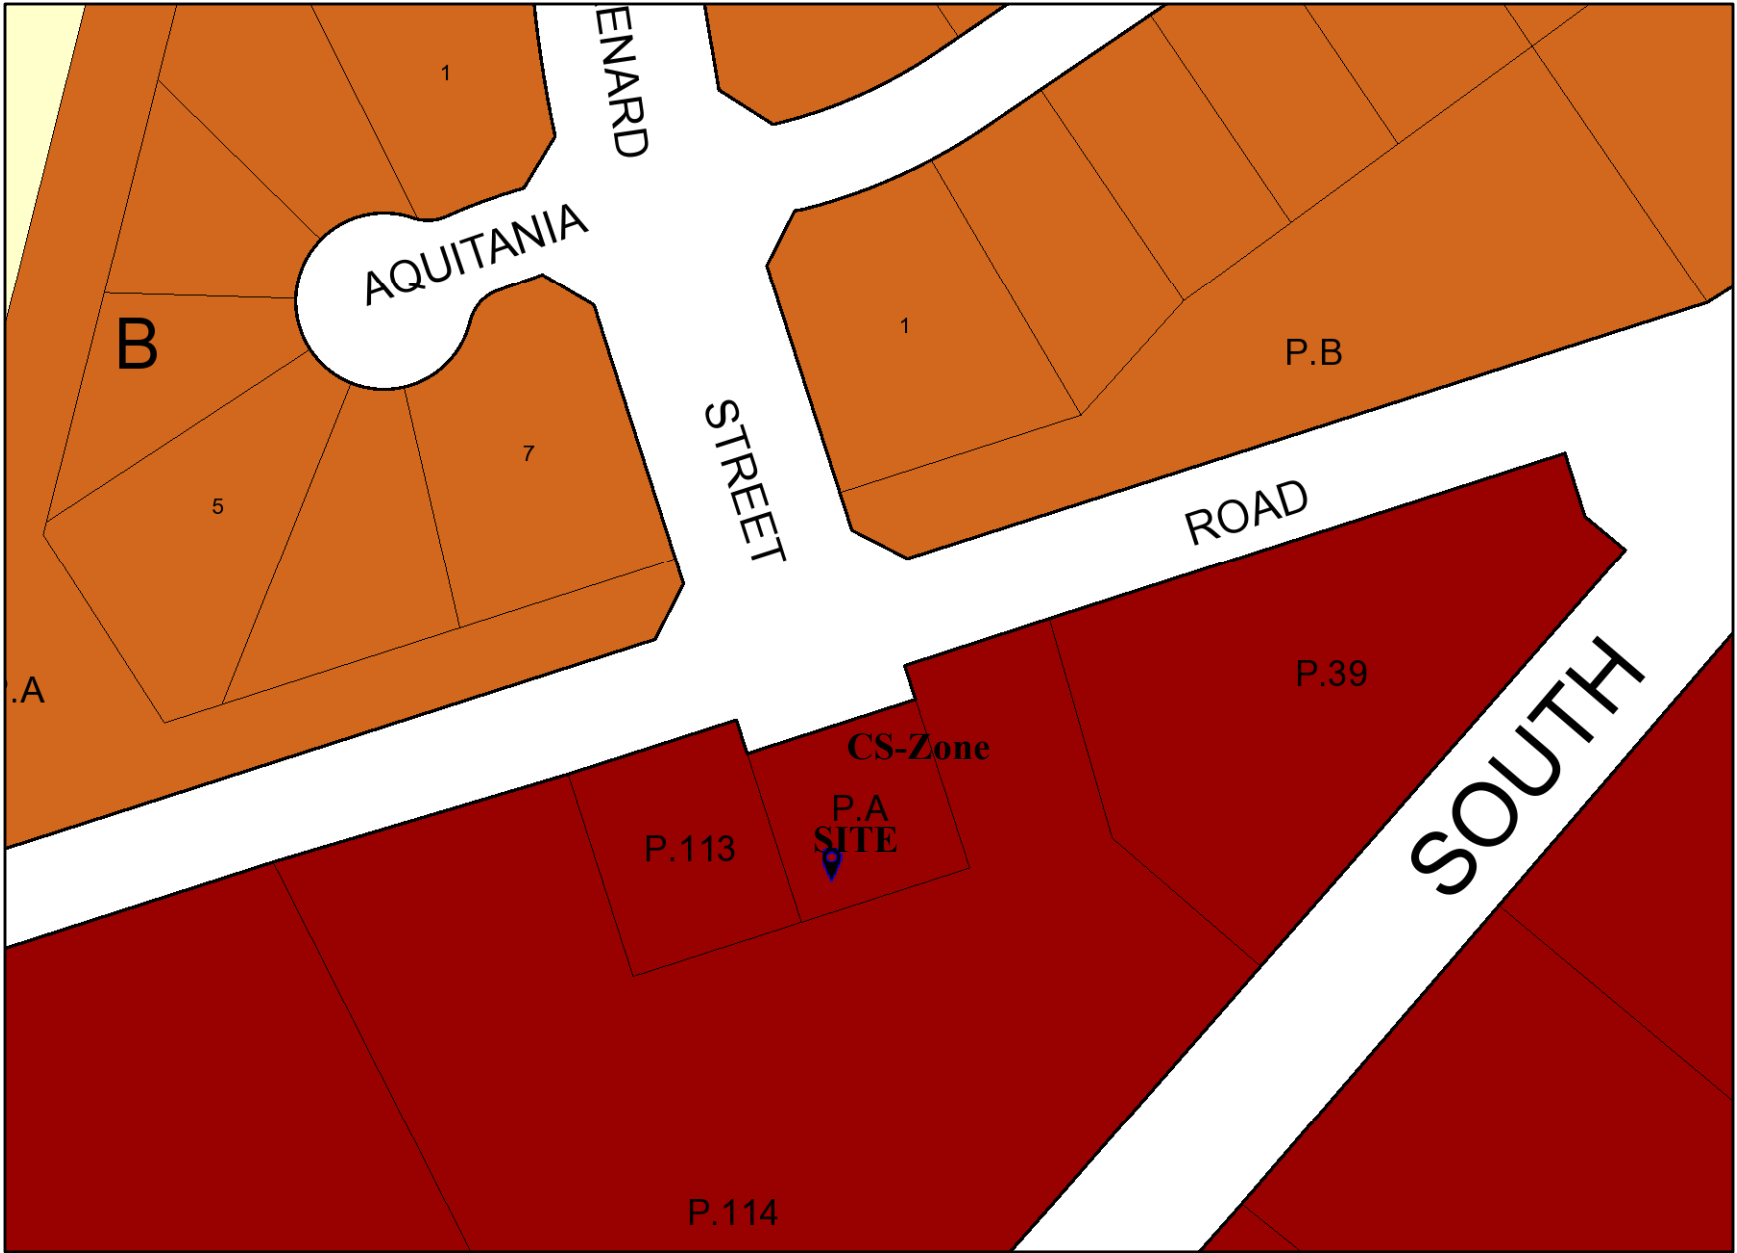 ENARD
1
AQUITANIA
B
1
P.B
STREET
7
5
ROAD
.A
P.39
CS-Zone
P.A
SITE
P.113
SOUTH
P.114